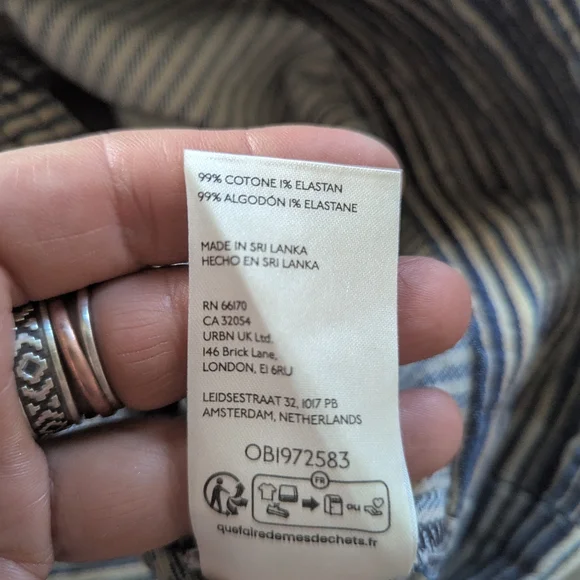 99% COTONE 1% ELASTAN
99% ALGODÓN 1% ELASTANE
MADE IN SRI LANKA
HECHO EN SRI LANKA
RN 66170
CA 32054
URBN UK Ltd.
146 Brick Lane,
LONDON, E1 6RU
LEIDSESTRAAT 32, 1017 PB
AMSTERDAM, NETHERLANDS
OB1972583
FR
ou
quefairedemesdechets.fr